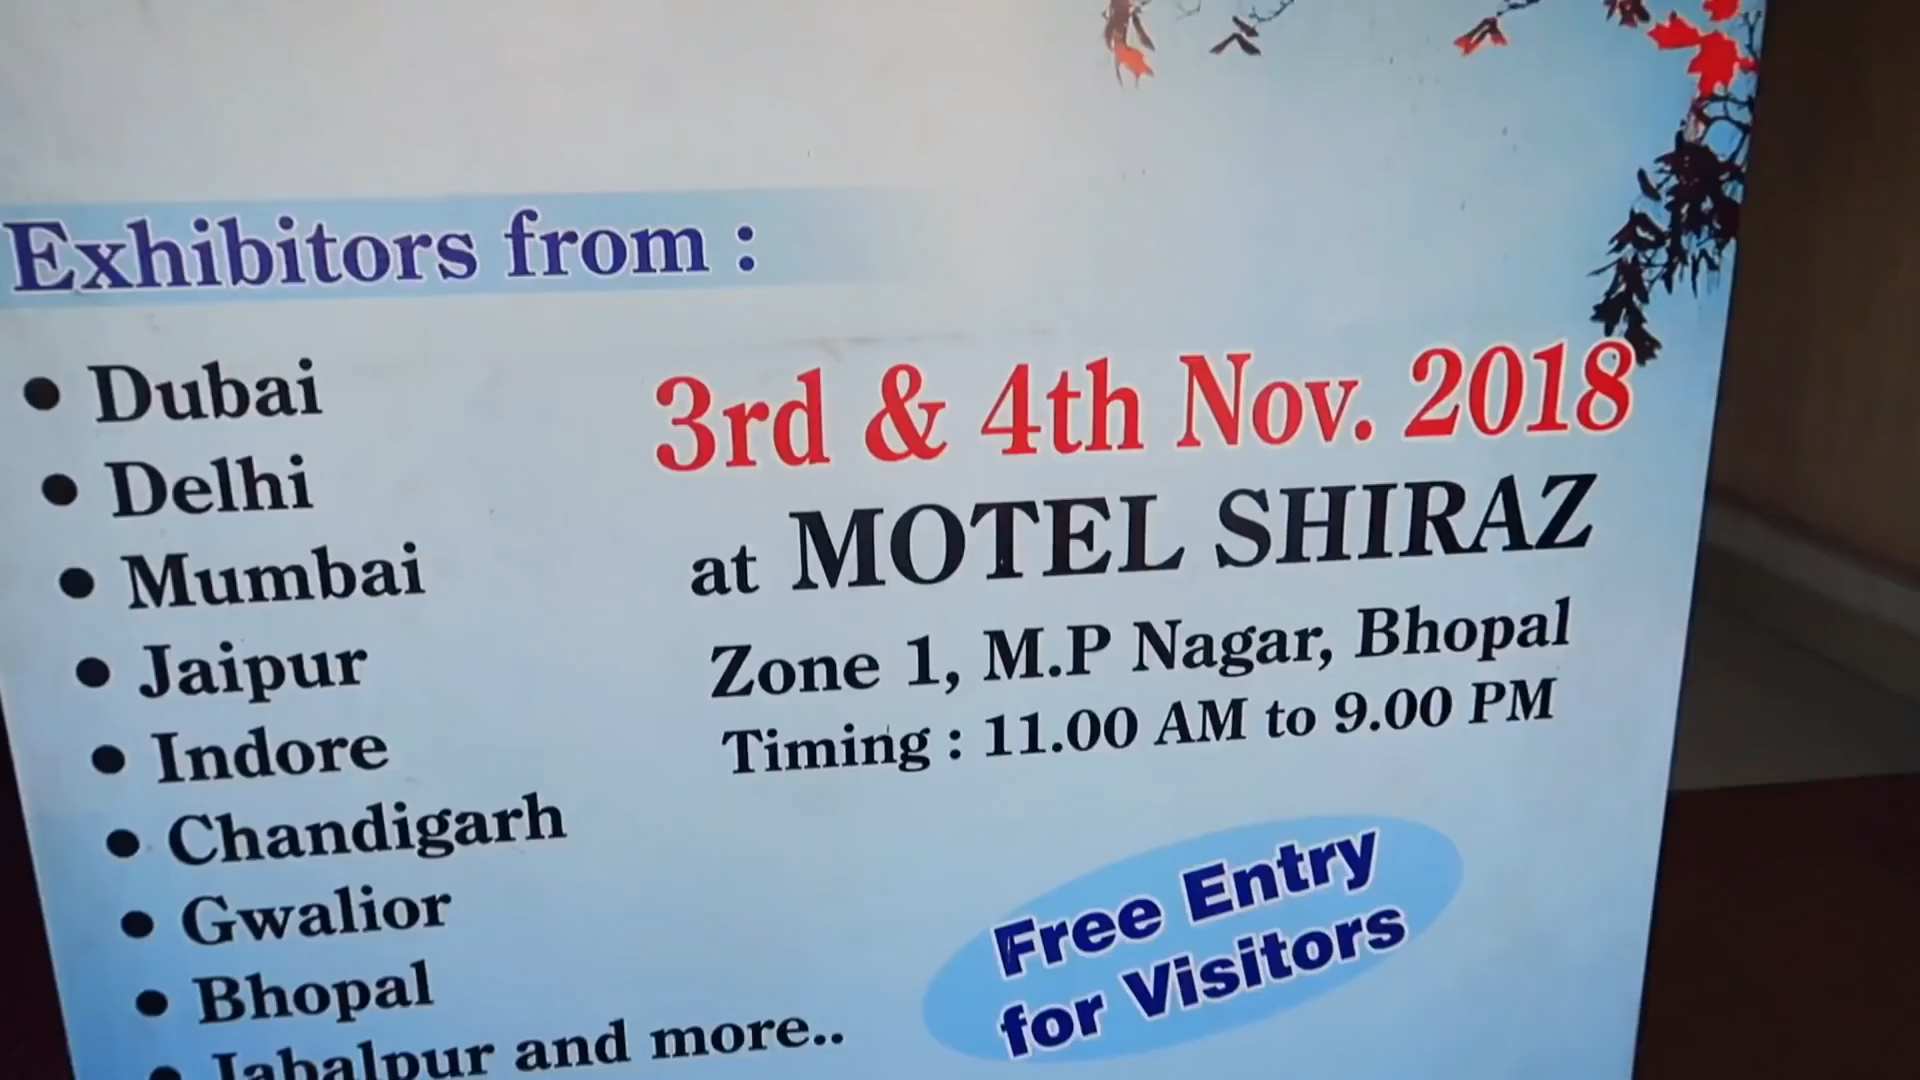 Exhibitors from :
• Dubai
• Delhi
• Mumbai
• Jaipur
• Indore
• Chandigarh
• Gwalior
• Bhopal
• Jabalpur and more..
3rd & 4th Nov. 2018
at MOTEL SHIRAZ
Zone 1, M.P Nagar, Bhopal
Timing : 11.00 AM to 9.00 PM
Free Entry
for Visitors